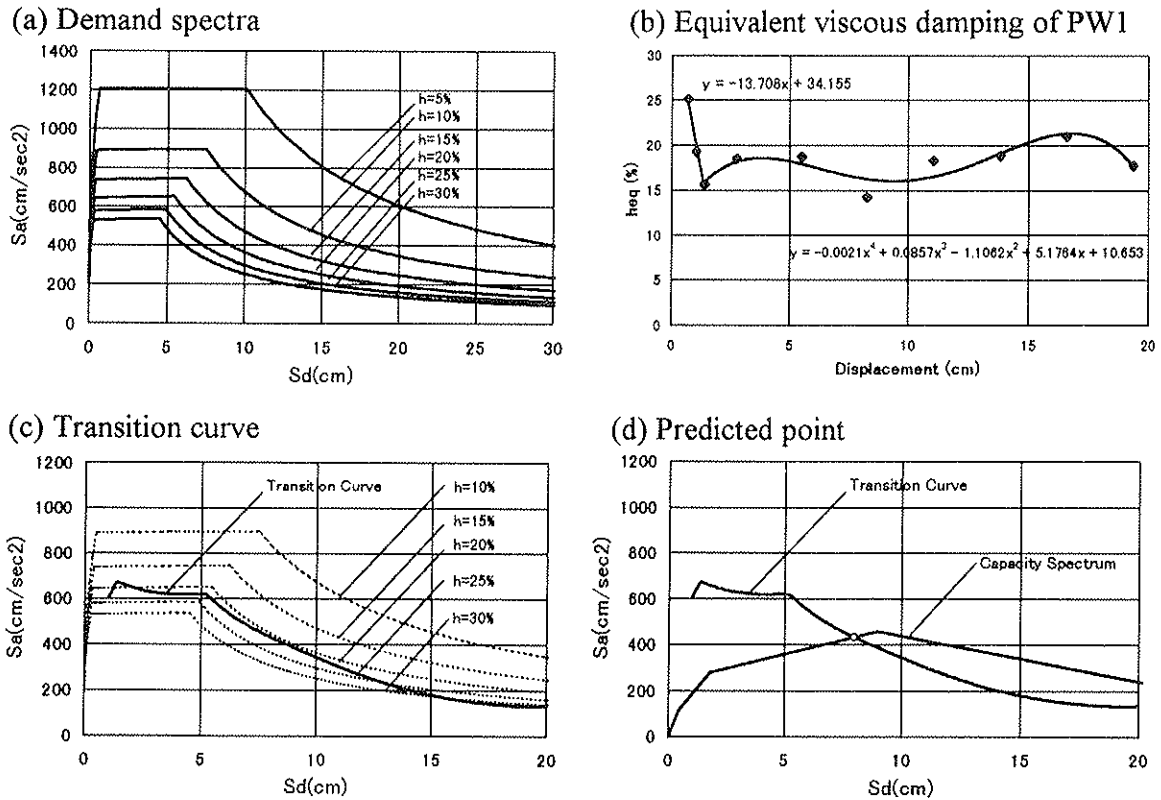 (a) Demand spectra
1400
1200
1000
800
600
400
200
0
Sa(cm/sec2)
h=5%
h=10%
h=15%
h=20%
h=25%
h=30%
0 5 10 15 20 25 30
Sd(cm)
(b) Equivalent viscous damping of PW1
30
25
20
15
10
5
0
heq (%)
y = -13.708x + 34.155
y = -0.0021x⁴ + 0.0857x³ - 1.1062x² + 5.1764x + 10.653
0 5 10 15 20
Displacement (cm)
(c) Transition curve
1200
1000
800
600
400
200
0
Sa(cm/sec2)
Transition Curve
h=10%
h=15%
h=20%
h=25%
h=30%
0 5 10 15 20
Sd(cm)
(d) Predicted point
1200
1000
800
600
400
200
0
Sa(cm/sec2)
Transition Curve
Capacity Spectrum
0 5 10 15 20
Sd(cm)